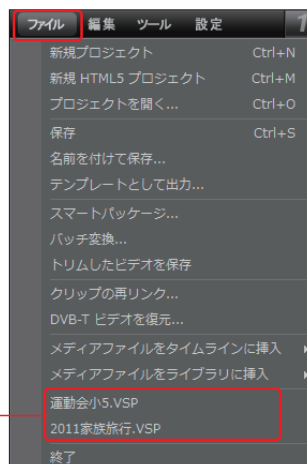 ファイル 編集 ツール 設定 1
新規プロジェクト Ctrl+N
新規 HTML5 プロジェクト Ctrl+M
プロジェクトを開く... Ctrl+O
保存 Ctrl+S
名前を付けて保存...
テンプレートとして出力...
スマートパッケージ...
バッチ変換...
トリムしたビデオを保存
クリップの再リンク...
DVB-T ビデオを復元...
メディアファイルをタイムラインに挿入
メディアファイルをライブラリに挿入
運動会小5.VSP
2011家族旅行.VSP
終了